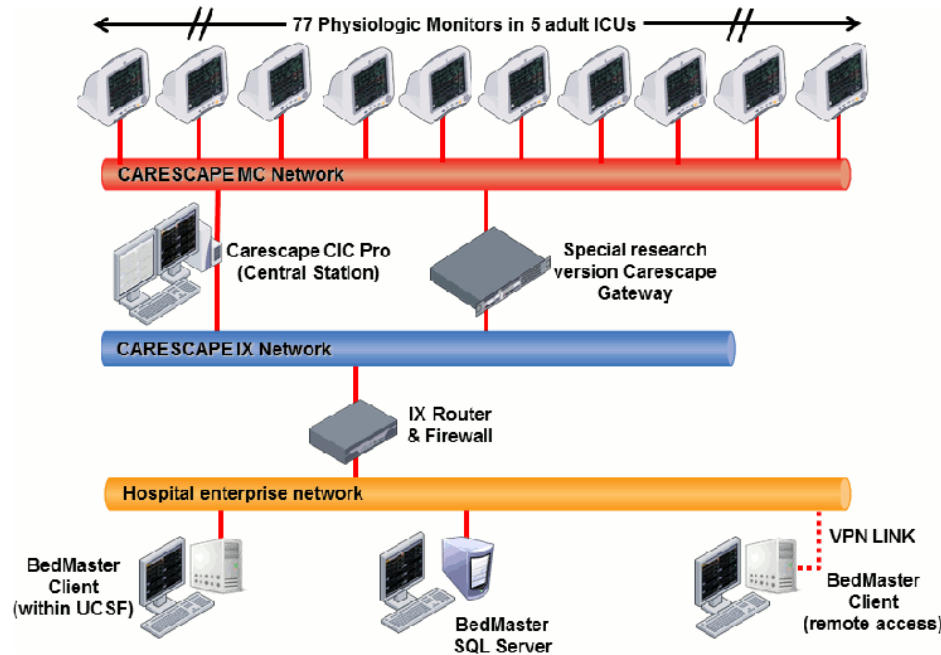 77 Physiologic Monitors in 5 adult ICUs
CARESCAPE MC Network
Carescape CIC Pro
(Central Station)
Special research
version Carescape
Gateway
CARESCAPE IX Network
IX Router
& Firewall
Hospital enterprise network
BedMaster
Client
(within UCSF)
BedMaster
SQL Server
VPN LINK
BedMaster
Client
(remote access)